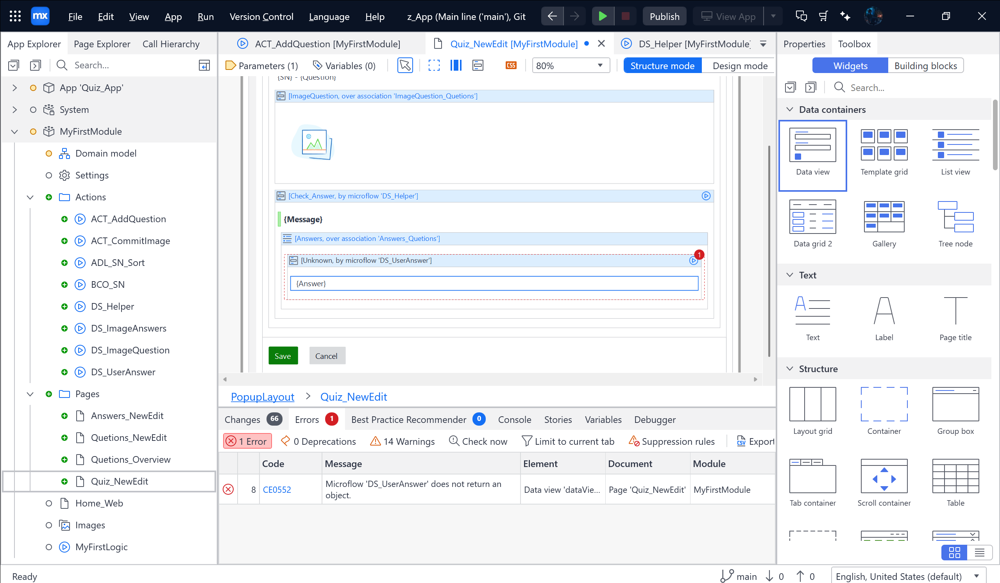 mx File Edit View App Run Version Control Language Help z_App (Main line ('main'), Git Publish View App
App Explorer Page Explorer Call Hierarchy
Search...
App 'Quiz_App'
System
MyFirstModule
Domain model
Settings
Actions
ACT_AddQuestion
ACT_CommitImage
ADL_SN_Sort
BCO_SN
DS_Helper
DS_ImageAnswers
DS_ImageQuestion
DS_UserAnswer
Pages
Answers_NewEdit
Quetions_NewEdit
Quetions_Overview
Quiz_NewEdit
Home_Web
Images
MyFirstLogic
ACT_AddQuestion [MyFirstModule] Quiz_NewEdit [MyFirstModule] DS_Helper [MyFirstModule]
Parameters (1) Variables (0) CSS 80% Structure mode Design mode
{SN} - {Question}
[ImageQuestion, over association 'ImageQuestion_Quetions']
[Check_Answer, by microflow 'DS_Helper']
{Message}
[Answers, over association 'Answers_Quetions']
[Unknown, by microflow 'DS_UserAnswer'] 1
{Answer}
Save Cancel
PopupLayout > Quiz_NewEdit
Changes 66 Errors 1 Best Practice Recommender 0 Console Stories Variables Debugger
1 Error 0 Deprecations 14 Warnings Check now Limit to current tab Suppression rules CSV Export
Code Message Element Document Module
8 CE0552 Microflow 'DS_UserAnswer' does not return an
object. Data view 'dataVie... Page 'Quiz_NewEdit' MyFirstModule
Properties Toolbox
Widgets Building blocks
Search...
Data containers
Data view Template grid List view
Data grid 2 Gallery Tree node
Text
Text Label Page title
Structure
Layout grid Container Group box
Tab container Scroll container Table
Ready main 0 0 English, United States (default)